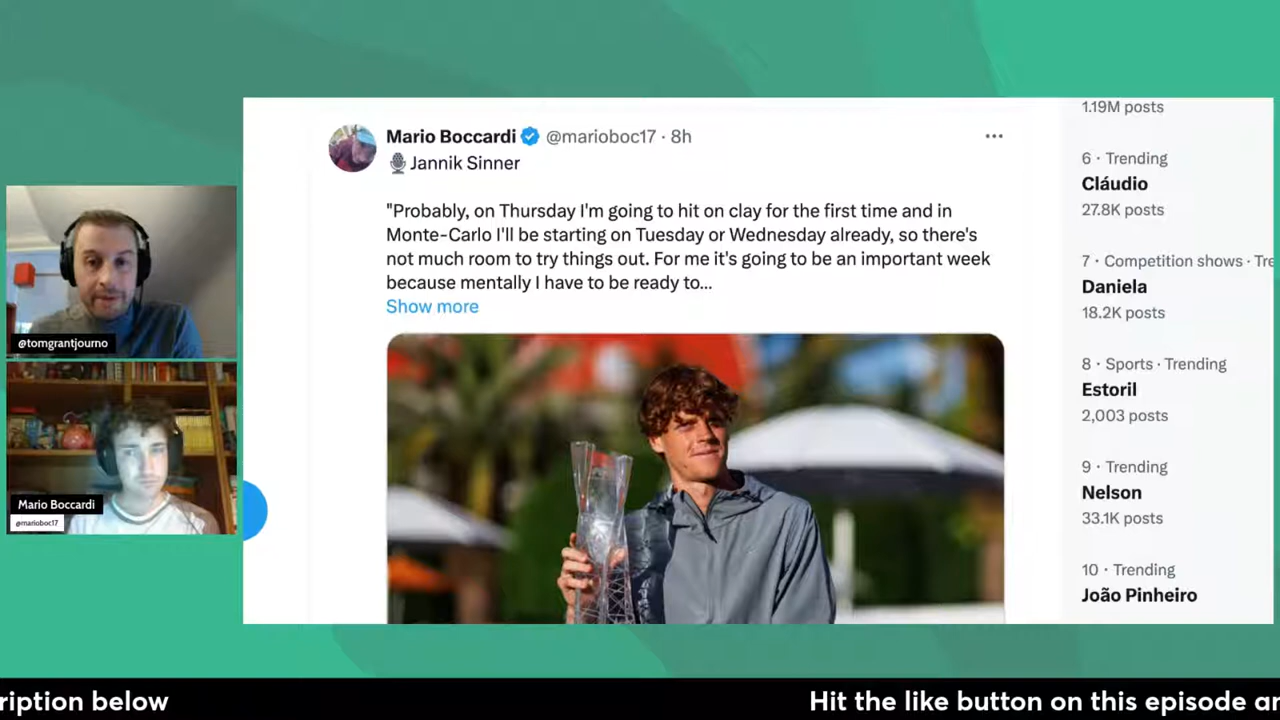 Mario Boccardi @marioboc17 · 8h
Jannik Sinner
"Probably, on Thursday I'm going to hit on clay for the first time and in
Monte-Carlo I'll be starting on Tuesday or Wednesday already, so there's
not much room to try things out. For me it's going to be an important week
because mentally I have to be ready to...
Show more
1.19M posts
6 · Trending
Cláudio
27.8K posts
7 · Competition shows · Tre
Daniela
18.2K posts
8 · Sports · Trending
Estoril
2,003 posts
9 · Trending
Nelson
33.1K posts
10 · Trending
João Pinheiro
@tomgrantjourno
Mario Boccardi
@marioboc17
ription below
Hit the like button on this episode an